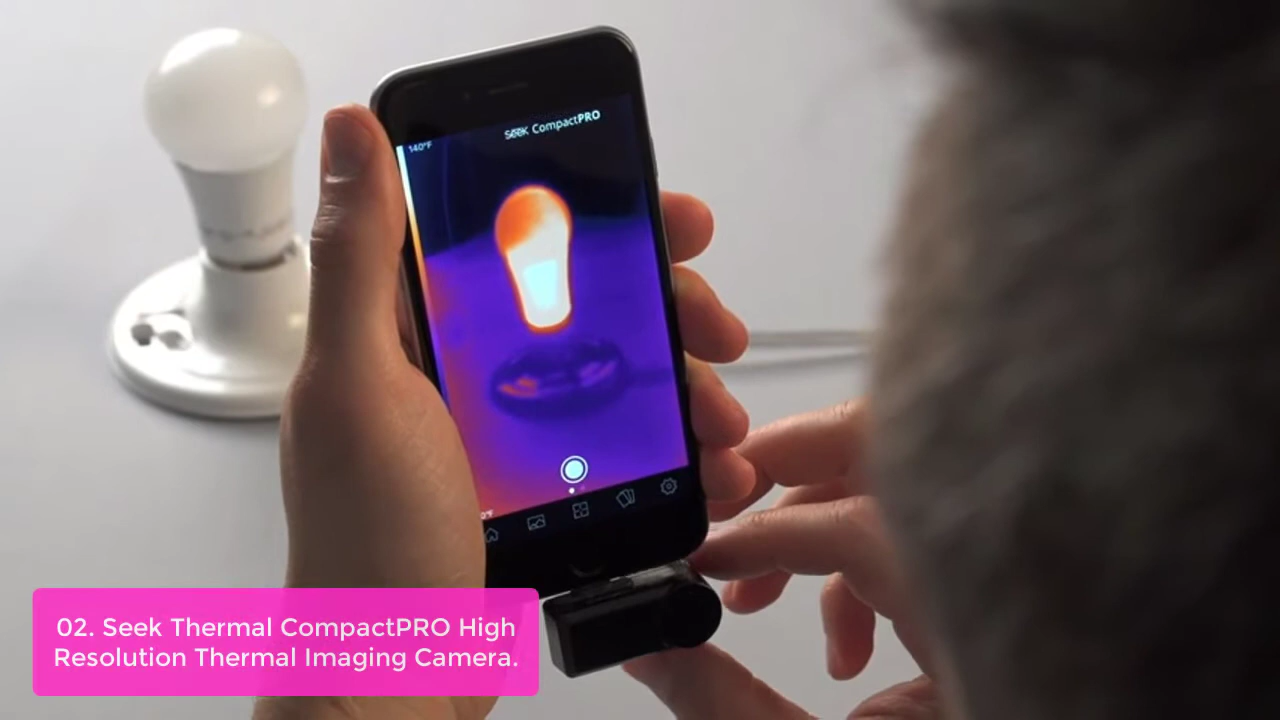 Seek CompactPRO
140°F
02. Seek Thermal CompactPRO High
Resolution Thermal Imaging Camera.